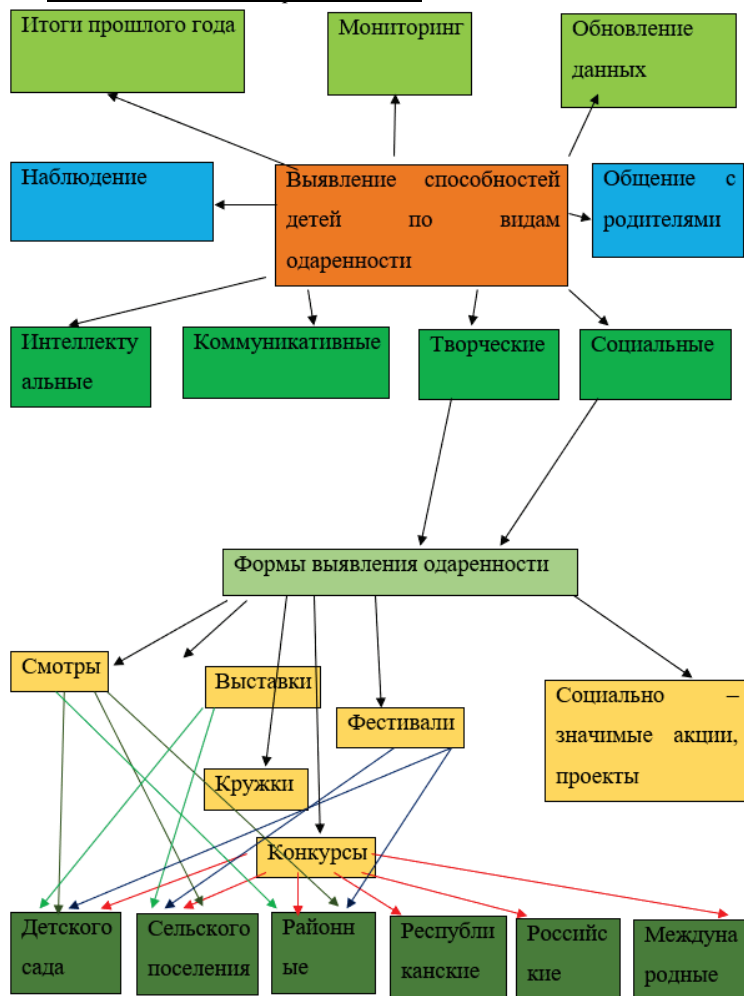 Итоги прошлого года
Мониторинг
Обновление
данных
Наблюдение
Выявление способностей
детей по видам
одаренности
Общение с
родителями
Интеллекту
альные
Коммуникативные
Творческие
Социальные
Формы выявления одаренности
Смотры
Выставки
Фестивали
Социально –
значимые акции,
проекты
Кружки
Конкурсы
Детского
сада
Сельского
поселения
Районн
ые
Республи
канские
Российс
кие
Междуна
родные